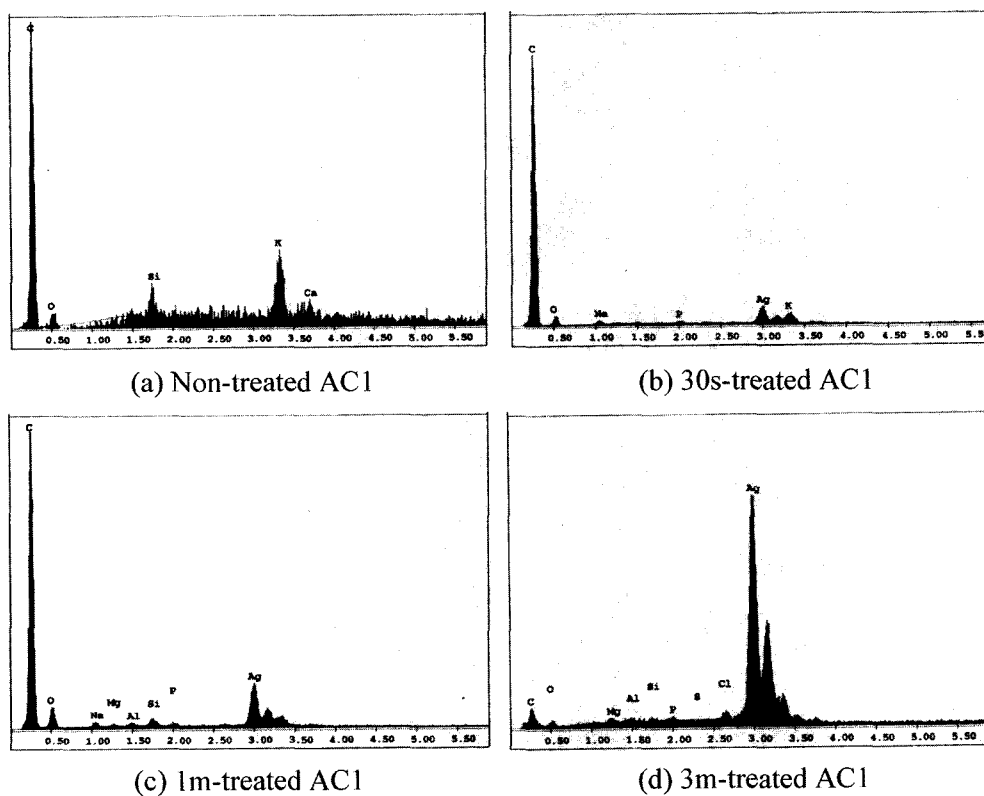 C
O
Si
K
Ca
0.50 1.00 1.50 2.00 2.50 3.00 3.50 4.00 4.50 5.00 5.50
(a) Non-treated AC1
C
O
Na
P
Ag
K
0.50 1.00 1.50 2.00 2.50 3.00 3.50 4.00 4.50 5.00 5.50
(b) 30s-treated AC1
C
O
Na
Mg
Al
Si
P
Ag
0.50 1.00 1.50 2.00 2.50 3.00 3.50 4.00 4.50 5.00 5.50
(c) 1m-treated AC1
C
O
Mg
Al
Si
P
S
Cl
Ag
0.50 1.00 1.50 2.00 2.50 3.00 3.50 4.00 4.50 5.00 5.50
(d) 3m-treated AC1